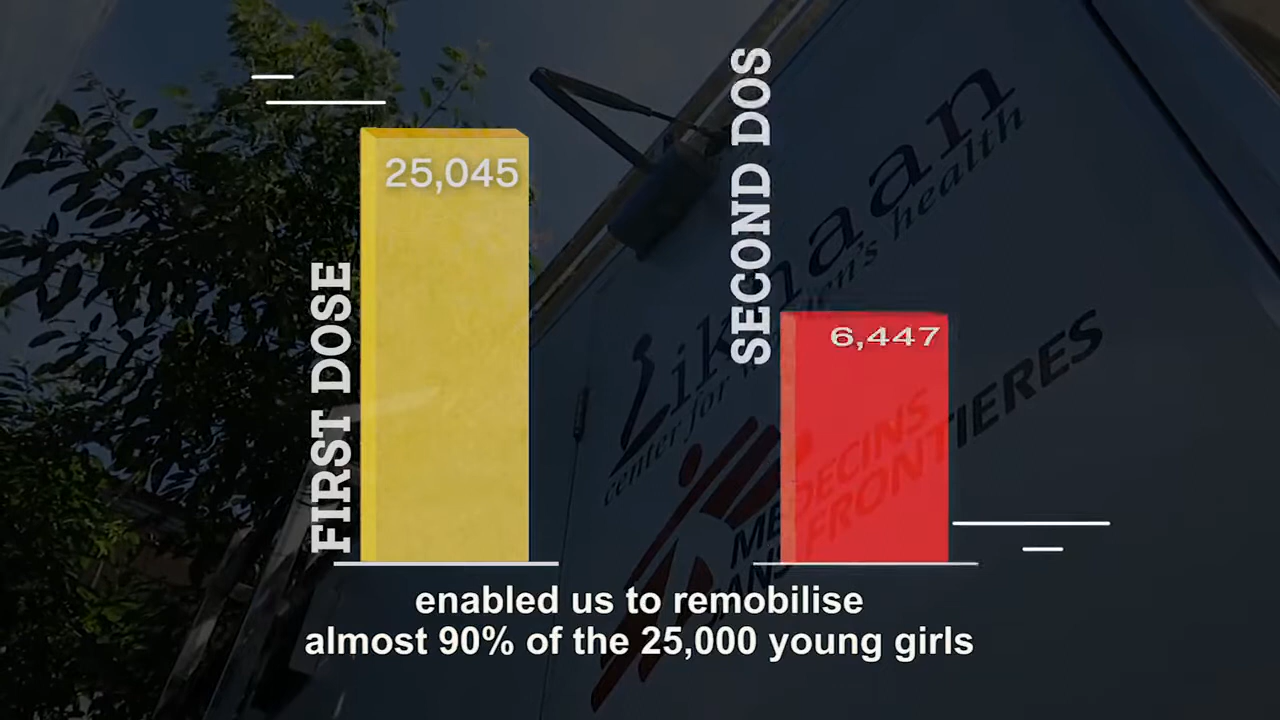 FIRST DOSE
25,045
SECOND DOS
6,447
Likhaan
center for women's health
MEDECINS
SANS FRONTIERES
enabled us to remobilise
almost 90% of the 25,000 young girls